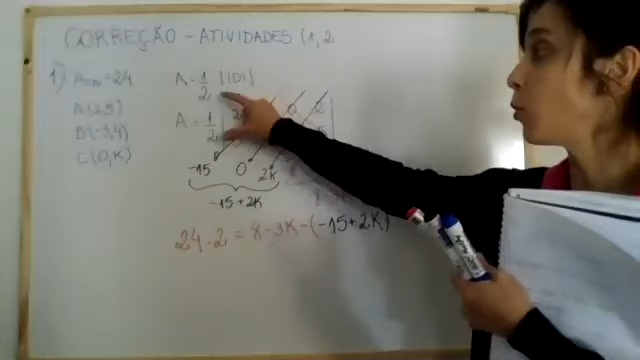 CORREÇÃO - ATIVIDADES (1, 2
1) = 24
A = 1/2 |D|
A(2,5)
A = 1/2
B(-3,4)
C(0,K)
-15 0 2K
-15+2K
24 · 2 = 8 - 3K - (-15+2K)